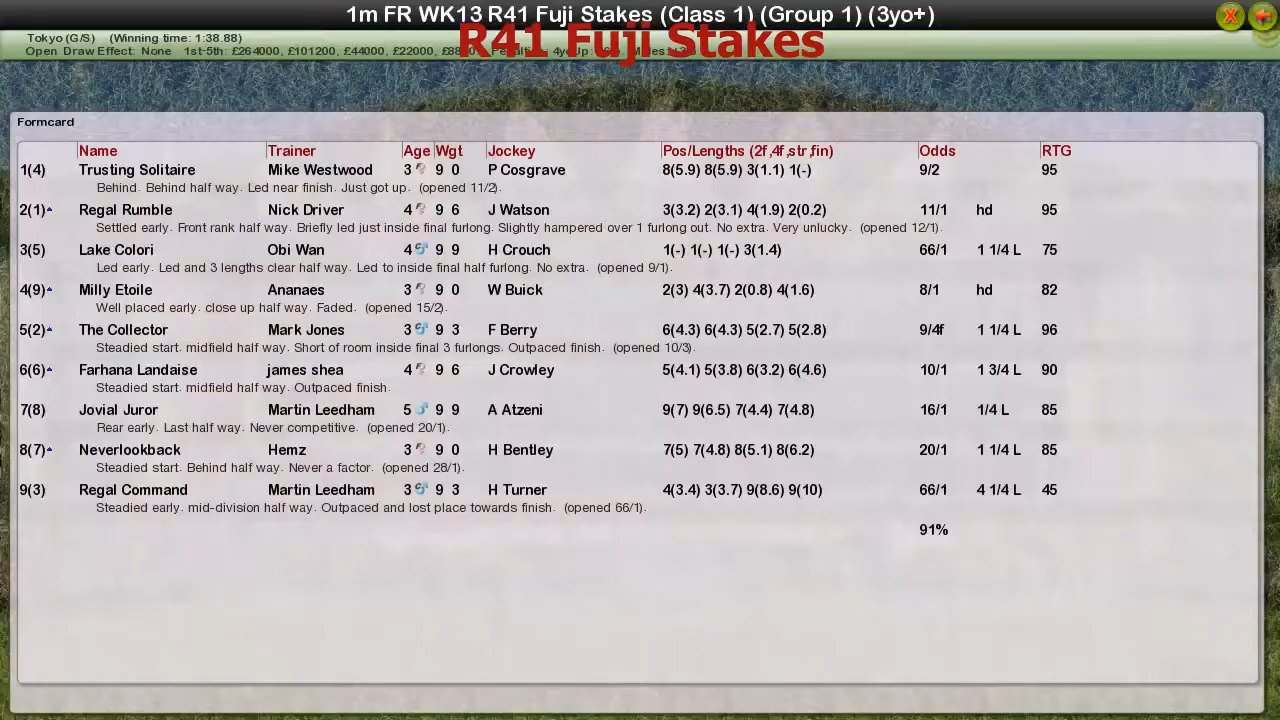 1m FR WK13 R41 Fuji Stakes (Class 1) (Group 1) (3yo+)
R41 Fuji Stakes
Tokyo (G/S) (Winning time: 1:38.88)
Open Draw Effect: None 1st-5th: £264000, £101200, £44000, £22000,
Formcard
Name Trainer Age Wgt Jockey Pos/Lengths (2f,4f,str,fin) Odds RTG
1(4) Trusting Solitaire Mike Westwood 3 9 0 P Cosgrave 8(5.9) 8(5.9) 3(1.1) 1(-) 9/2 95
Behind. Behind half way. Led near finish. Just got up. (opened 11/2).
2(1) Regal Rumble Nick Driver 4 9 6 J Watson 3(3.2) 2(3.1) 4(1.9) 2(0.2) 11/1 hd 95
Settled early. Front rank half way. Briefly led just inside final furlong. Slightly hampered over 1 furlong out. No extra. Very unlucky. (opened 12/1).
3(5) Lake Colori Obi Wan 4 9 9 H Crouch 1(-) 1(-) 1(-) 3(1.4) 66/1 1 1/4 L 75
Led early. Led and 3 lengths clear half way. Led to inside final half furlong. No extra. (opened 9/1).
4(9) Milly Etoile Ananaes 3 9 0 W Buick 2(3) 4(3.7) 2(0.8) 4(1.6) 8/1 hd 82
Well placed early. close up half way. Faded. (opened 15/2).
5(2) The Collector Mark Jones 3 9 3 F Berry 6(4.3) 6(4.3) 5(2.7) 5(2.8) 9/4f 1 1/4 L 96
Steadied start. midfield half way. Short of room inside final 3 furlongs. Outpaced finish. (opened 10/3).
6(6) Farhana Landaise james shea 4 9 6 J Crowley 5(4.1) 5(3.8) 6(3.2) 6(4.6) 10/1 1 3/4 L 90
Steadied start. midfield half way. Outpaced finish.
7(8) Jovial Juror Martin Leedham 5 9 9 A Atzeni 9(7) 9(6.5) 7(4.4) 7(4.8) 16/1 1/4 L 85
Rear early. Last half way. Never competitive. (opened 20/1).
8(7) Neverlookback Hemz 3 9 0 H Bentley 7(5) 7(4.8) 8(5.1) 8(6.2) 20/1 1 1/4 L 85
Steadied start. Behind half way. Never a factor. (opened 28/1).
9(3) Regal Command Martin Leedham 3 9 3 H Turner 4(3.4) 3(3.7) 9(8.6) 9(10) 66/1 4 1/4 L 45
Steadied early. mid-division half way. Outpaced and lost place towards finish. (opened 66/1).
91%